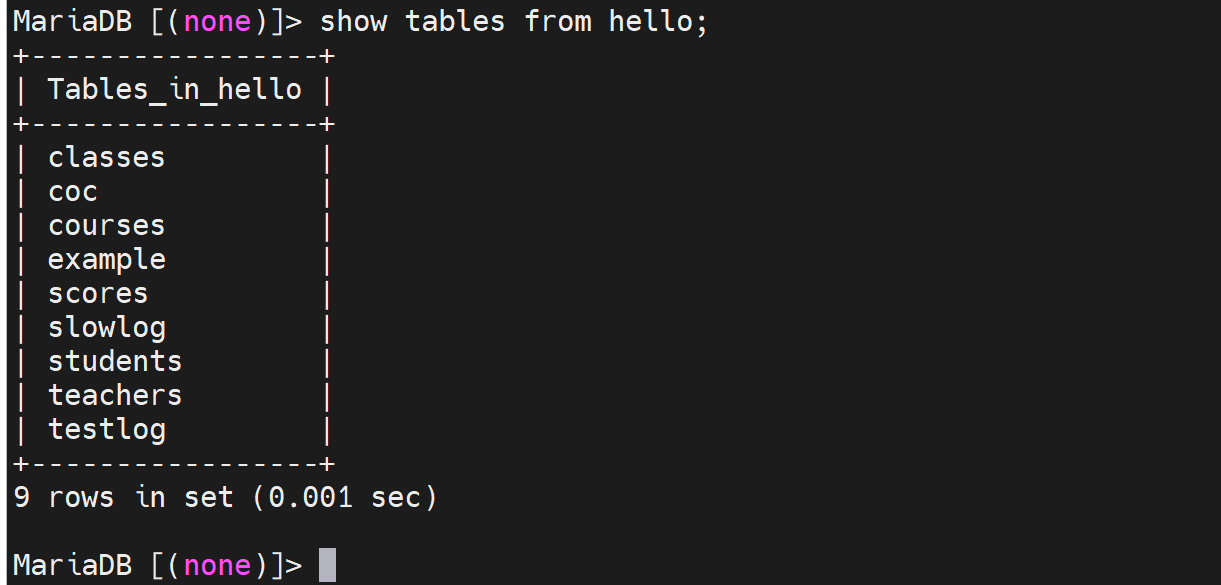 MariaDB [(none)]> show tables from hello;
+-----------------+
| Tables_in_hello |
+-----------------+
| classes         |
| coc             |
| courses         |
| example         |
| scores          |
| slowlog         |
| students        |
| teachers        |
| testlog         |
+-----------------+
9 rows in set (0.001 sec)
MariaDB [(none)]>